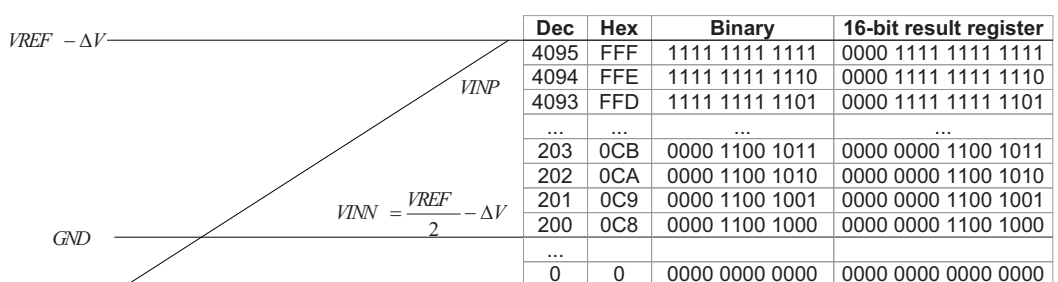 VREF − ΔV
VINP
VINN = VREF / 2 − ΔV
GND
Dec Hex Binary 16-bit result register
4095 FFF 1111 1111 1111 0000 1111 1111 1111
4094 FFE 1111 1111 1110 0000 1111 1111 1110
4093 FFD 1111 1111 1101 0000 1111 1111 1101
... ... ... ...
203 0CB 0000 1100 1011 0000 0000 1100 1011
202 0CA 0000 1100 1010 0000 0000 1100 1010
201 0C9 0000 1100 1001 0000 0000 1100 1001
200 0C8 0000 1100 1000 0000 0000 1100 1000
...
0 0 0000 0000 0000 0000 0000 0000 0000